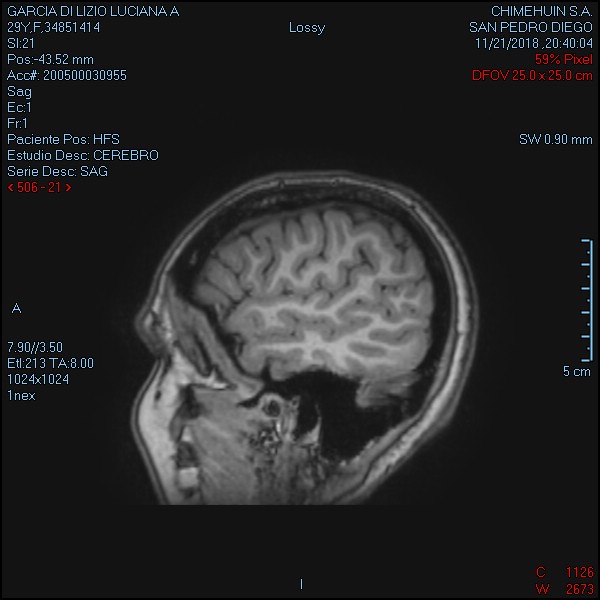 GARCIA DI LIZIO LUCIANA A
29Y,F,34851414
Sl:21
Pos:-43.52 mm
Acc#: 200500030955
Sag
Ec:1
Fr:1
Paciente Pos: HFS
Estudio Desc: CEREBRO
Serie Desc: SAG
< 506 - 21 >
Lossy
CHIMEHUIN S.A.
SAN PEDRO DIEGO
11/21/2018 ,20:40:04
59% Pixel
DFOV 25.0 x 25.0 cm
SW 0.90 mm
A
7.90//3.50
Etl:213 TA:8.00
1024x1024
1nex
5 cm
I
C 1126
W 2673